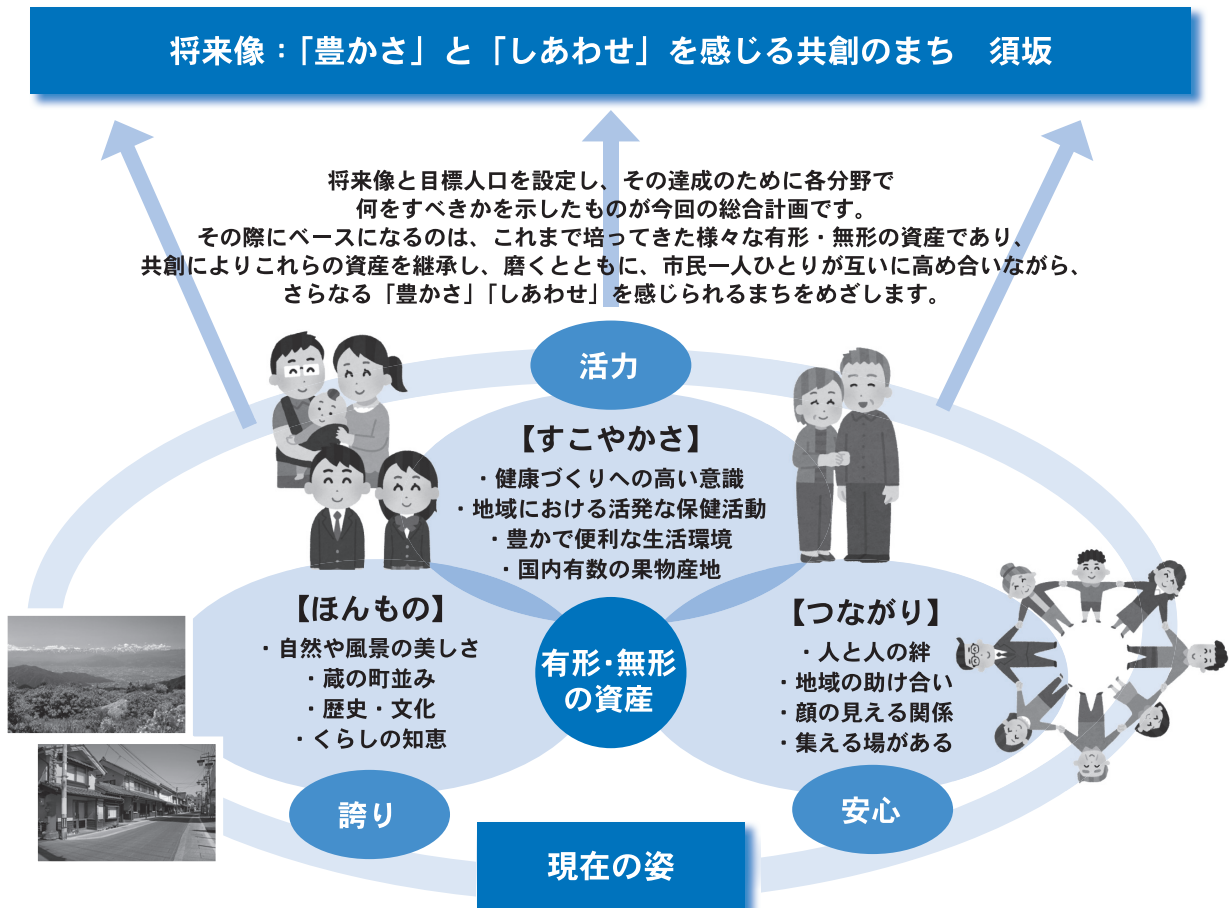 将来像：「豊かさ」と「しあわせ」を感じる共創のまち　須坂
将来像と目標人口を設定し、その達成のために各分野で
何をすべきかを示したものが今回の総合計画です。
その際にベースになるのは、これまで培ってきた様々な有形・無形の資産であり、
共創によりこれらの資産を継承し、磨くとともに、市民一人ひとりが互いに高め合いながら、
さらなる「豊かさ」「しあわせ」を感じられるまちをめざします。
活力
【すこやかさ】
・健康づくりへの高い意識
・地域における活発な保健活動
・豊かで便利な生活環境
・国内有数の果物産地
【ほんもの】
・自然や風景の美しさ
・蔵の町並み
・歴史・文化
・くらしの知恵
有形・無形
の資産
【つながり】
・人と人の絆
・地域の助け合い
・顔の見える関係
・集える場がある
誇り
安心
現在の姿